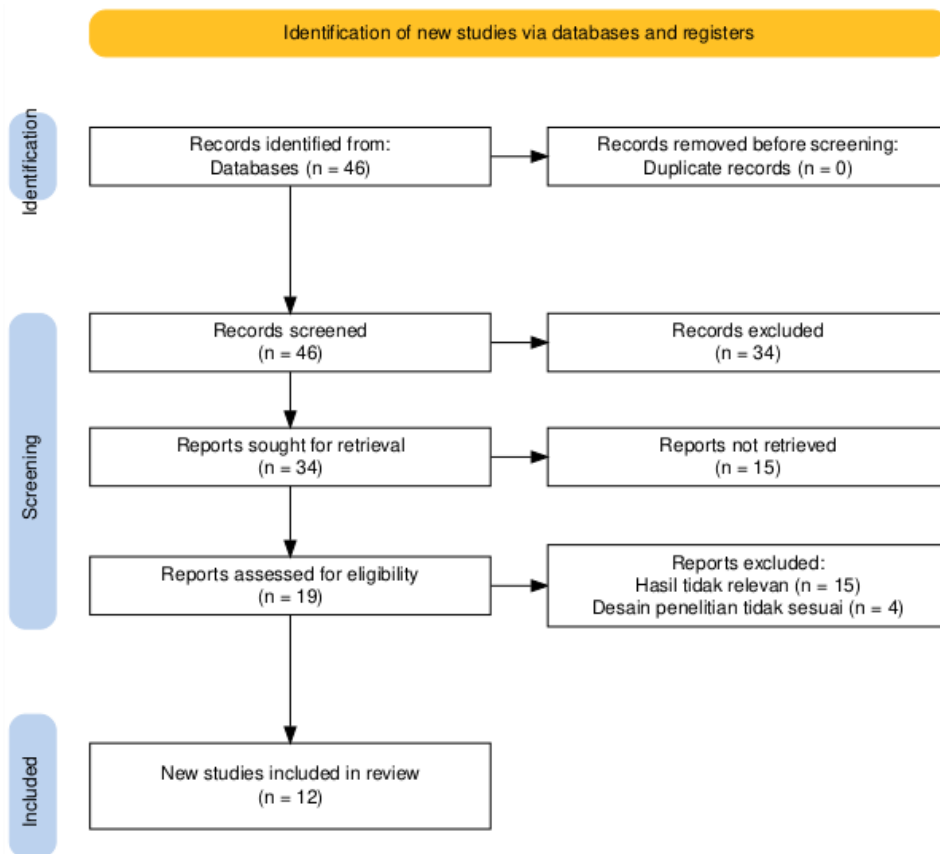 Identification of new studies via databases and registers
Identification
Records identified from:
Databases (n = 46)
Records removed before screening:
Duplicate records (n = 0)
Screening
Records screened
(n = 46)
Records excluded
(n = 34)
Reports sought for retrieval
(n = 34)
Reports not retrieved
(n = 15)
Reports assessed for eligibility
(n = 19)
Reports excluded:
Hasil tidak relevan (n = 15)
Desain penelitian tidak sesuai (n = 4)
Included
New studies included in review
(n = 12)